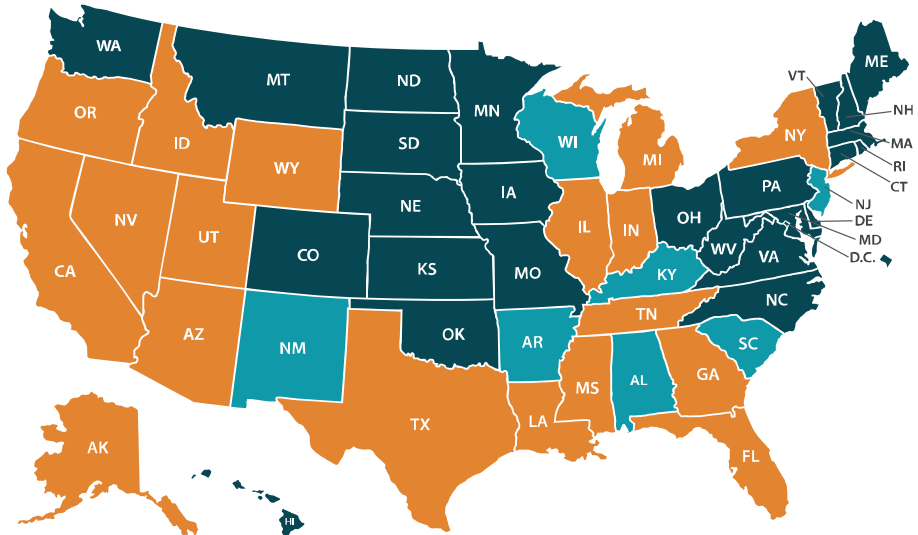 WA
MT
ND
MN
ME
VT
NH
OR
ID
SD
WI
NY
MA
WY
MI
RI
CT
IA
PA
NV
NE
NJ
UT
OH
DE
IL
IN
MD
CO
WV
VA
D.C.
CA
KS
MO
KY
NC
TN
AZ
NM
OK
AR
SC
MS
AL
GA
TX
LA
AK
FL
HI